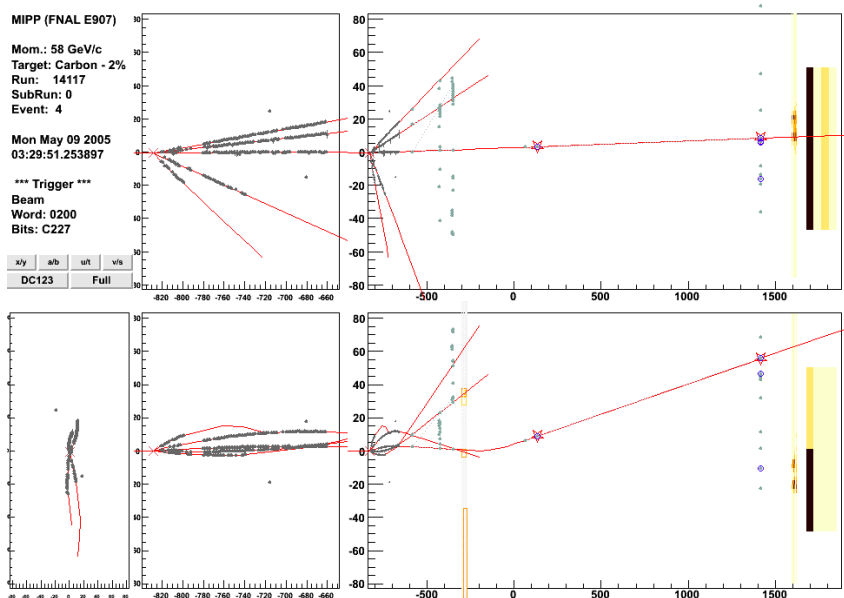 MIPP (FNAL E907)
Mom.: 58 GeV/c
Target: Carbon - 2%
Run: 14117
SubRun: 0
Event: 4
Mon May 09 2005
03:29:51.253897
*** Trigger ***
Beam
Word: 0200
Bits: C227
x/y a/b u/t v/s
DC123 Full
-820 -800 -780 -760 -740 -720 -700 -680 -660
80
60
40
20
0
-20
-40
-60
-500 0 500 1000 1500
-820 -800 -780 -760 -740 -720 -700 -680 -660
80
60
40
20
0
-20
-40
-60
-80
-500 0 500 1000 1500